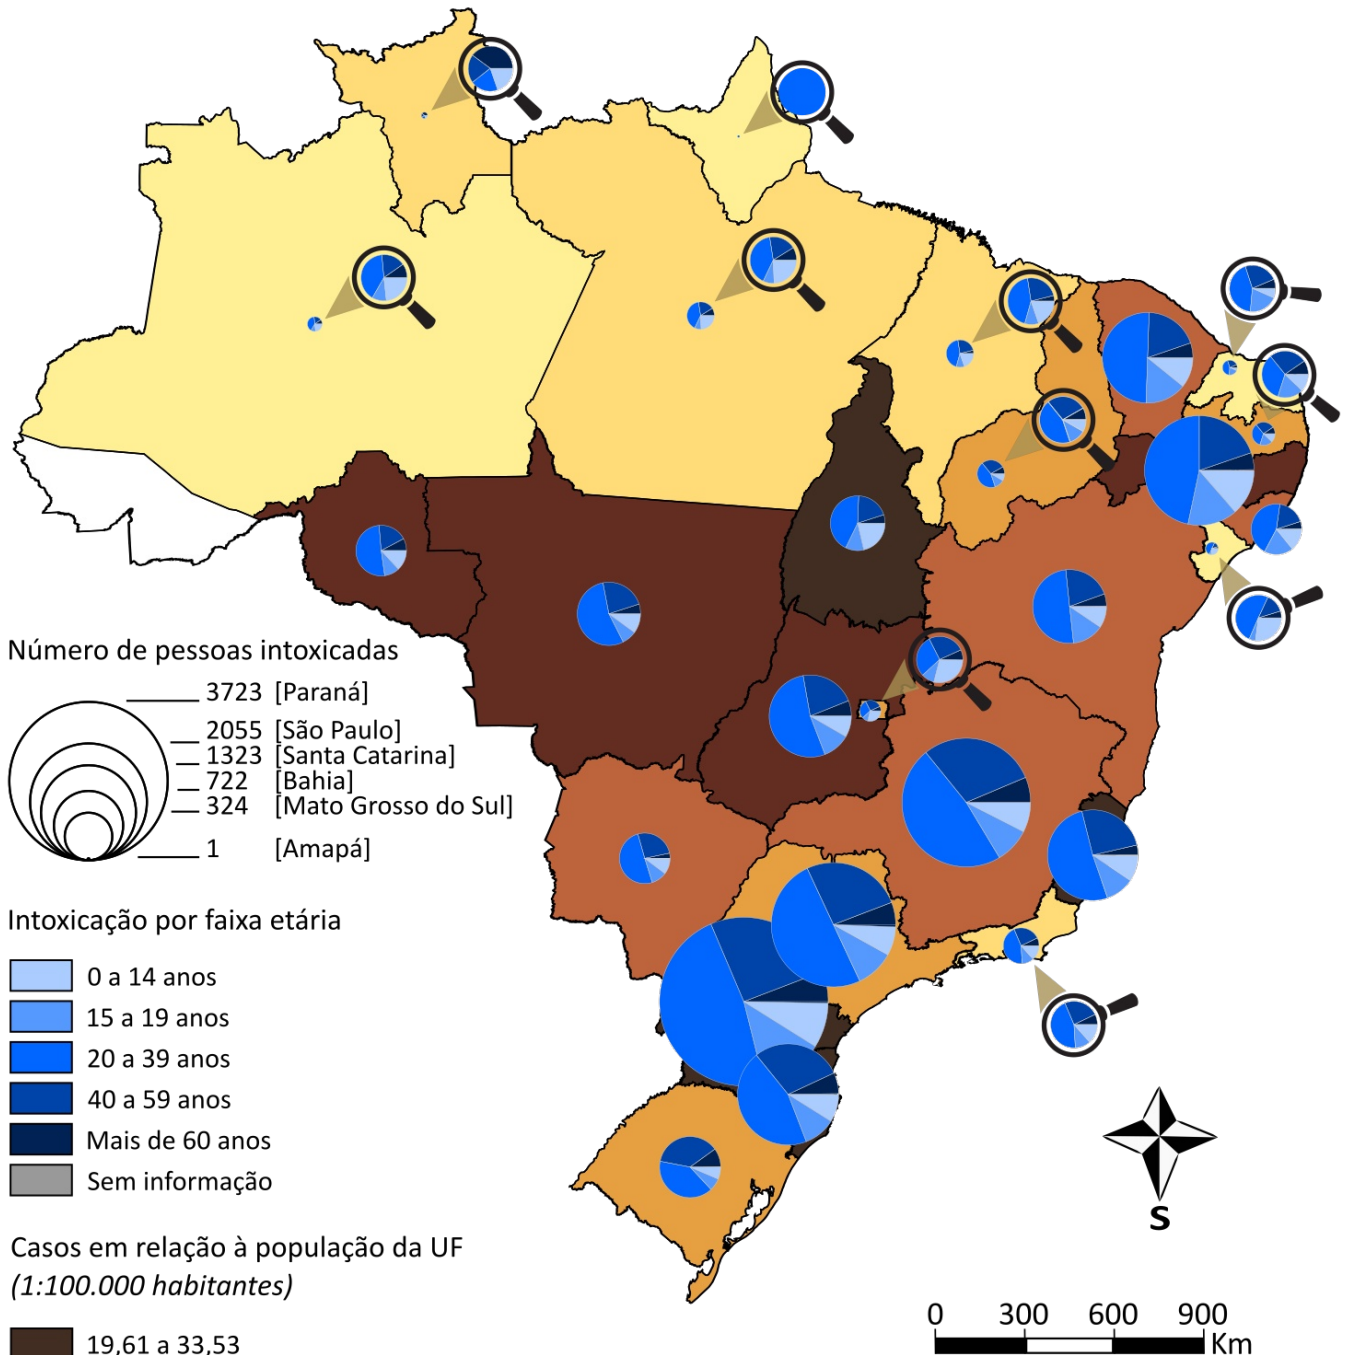 Número de pessoas intoxicadas
3723 [Paraná]
2055 [São Paulo]
1323 [Santa Catarina]
722 [Bahia]
324 [Mato Grosso do Sul]
1 [Amapá]
Intoxicação por faixa etária
0 a 14 anos
15 a 19 anos
20 a 39 anos
40 a 59 anos
Mais de 60 anos
Sem informação
S
Casos em relação à população da UF
(1:100.000 habitantes)
19,61 a 33,53
0 300 600 900
Km